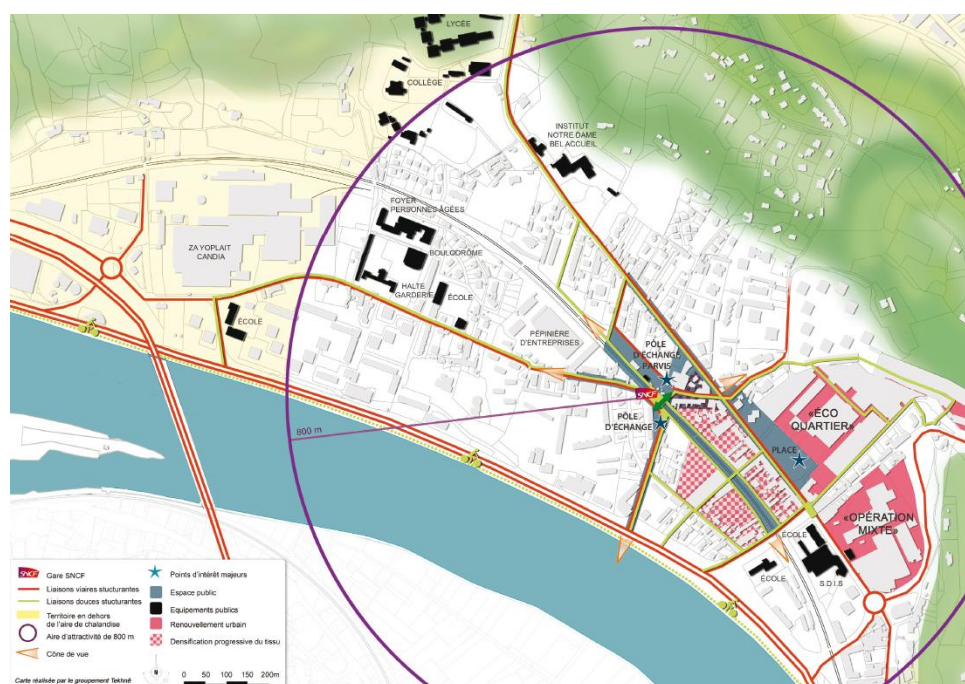 LYCÉE
COLLÈGE
INSTITUT
NOTRE DAME
BEL ACCUEIL
FOYER
PERSONNES ÂGÉES
ZA YOPLAIT
CANDIA
BOULODRÔME
HALTE
GARDERIE
ÉCOLE
ÉCOLE
PÉPINIÈRE
D'ENTREPRISES
PÔLE
D'ÉCHANGE
PARVIS
SNCF
PÔLE
D'ÉCHANGE
«ÉCO
QUARTIER»
PLACE
800 m
«OPÉRATION
MIXTE»
ÉCOLE
ÉCOLE
S.D.I.S
SNCF
Gare SNCF
Liaisons viaires stucturantes
Liaisons douces stucturantes
Territoire en dehors
de l'aire de chalandise
Aire d'attractivité de 800 m
Cône de vue
Points d'intérêt majeurs
Espace public
Equipements publics
Renouvellement urbain
Densification progressive du tissu
Carte réalisée par le groupement Tekhnê
N
0 50 100 150 200m